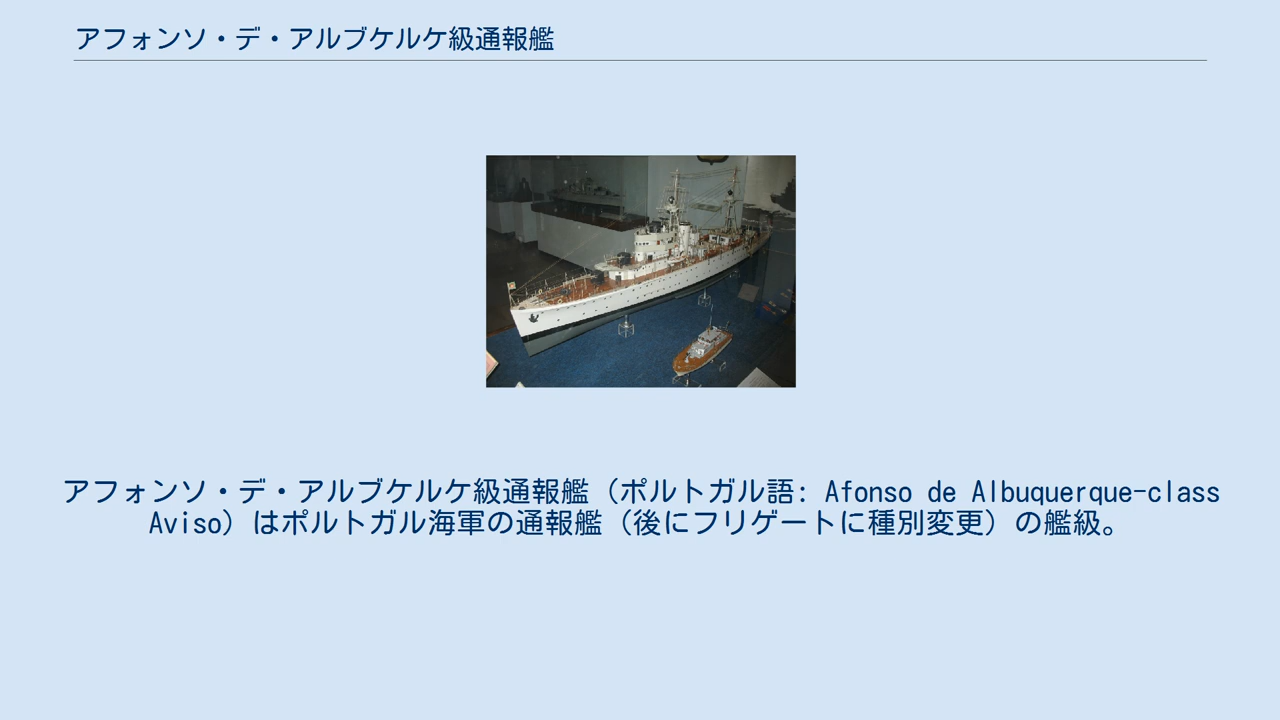 アフォンソ・デ・アルブケルケ級通報艦
アフォンソ・デ・アルブケルケ級通報艦（ポルトガル語: Afonso de Albuquerque-class
Aviso）はポルトガル海軍の通報艦（後にフリゲートに種別変更）の艦級。